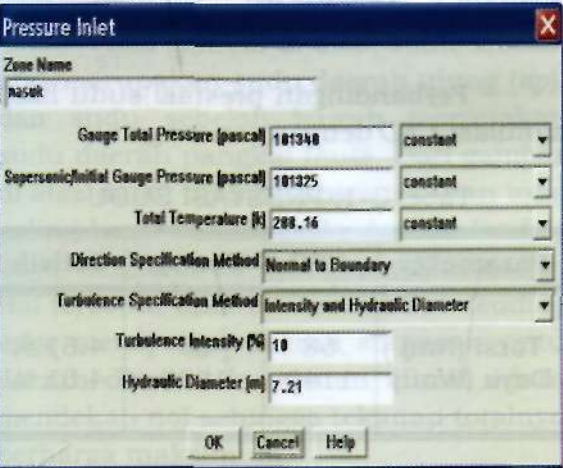 Pressure Inlet
Zone Name
masuk
Gauge Total Pressure (pascal) 101340 constant
Supersonic/Initial Gauge Pressure (pascal) 101325 constant
Total Temperature (k) 288.16 constant
Direction Specification Method Normal to Boundary
Turbulence Specification Method Intensity and Hydraulic Diameter
Turbulence Intensity (%) 10
Hydraulic Diameter (m) 7.21
OK Cancel Help